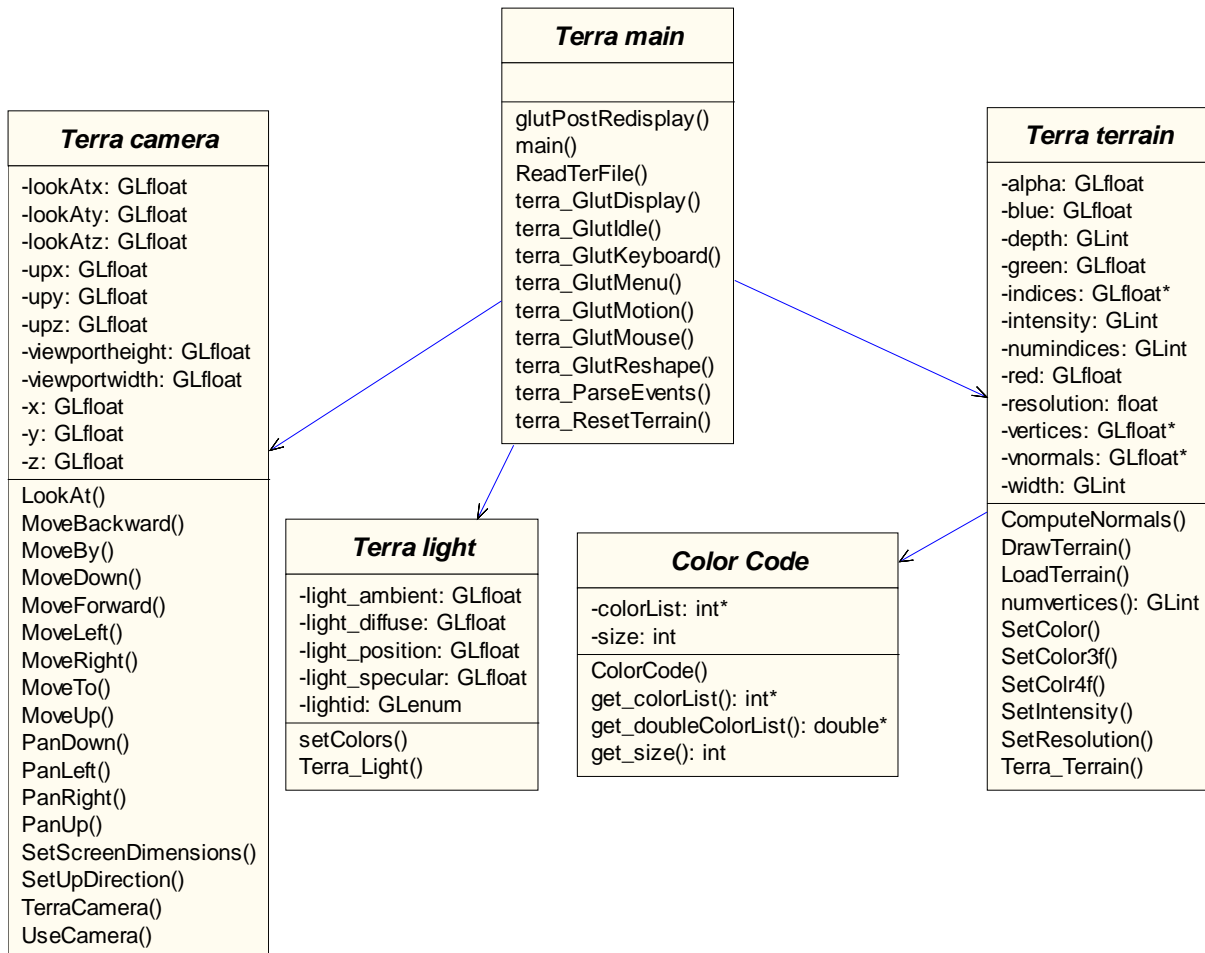 Terra main
glutPostRedisplay()
main()
ReadTerFile()
terra_GlutDisplay()
terra_GlutIdle()
terra_GlutKeyboard()
terra_GlutMenu()
terra_GlutMotion()
terra_GlutMouse()
terra_GlutReshape()
terra_ParseEvents()
terra_ResetTerrain()
Terra camera
-lookAtx: GLfloat
-lookAty: GLfloat
-lookAtz: GLfloat
-upx: GLfloat
-upy: GLfloat
-upz: GLfloat
-viewportheight: GLfloat
-viewportwidth: GLfloat
-x: GLfloat
-y: GLfloat
-z: GLfloat
LookAt()
MoveBackward()
MoveBy()
MoveDown()
MoveForward()
MoveLeft()
MoveRight()
MoveTo()
MoveUp()
PanDown()
PanLeft()
PanRight()
PanUp()
SetScreenDimensions()
SetUpDirection()
TerraCamera()
UseCamera()
Terra light
-light_ambient: GLfloat
-light_diffuse: GLfloat
-light_position: GLfloat
-light_specular: GLfloat
-lightid: GLenum
setColors()
Terra_Light()
Color Code
-colorList: int*
-size: int
ColorCode()
get_colorList(): int*
get_doubleColorList(): double*
get_size(): int
Terra terrain
-alpha: GLfloat
-blue: GLfloat
-depth: GLint
-green: GLfloat
-indices: GLfloat*
-intensity: GLint
-numindices: GLint
-red: GLfloat
-resolution: float
-vertices: GLfloat*
-vnormals: GLfloat*
-width: GLint
ComputeNormals()
DrawTerrain()
LoadTerrain()
numvertices(): GLint
SetColor()
SetColor3f()
SetColr4f()
SetIntensity()
SetResolution()
Terra_Terrain()